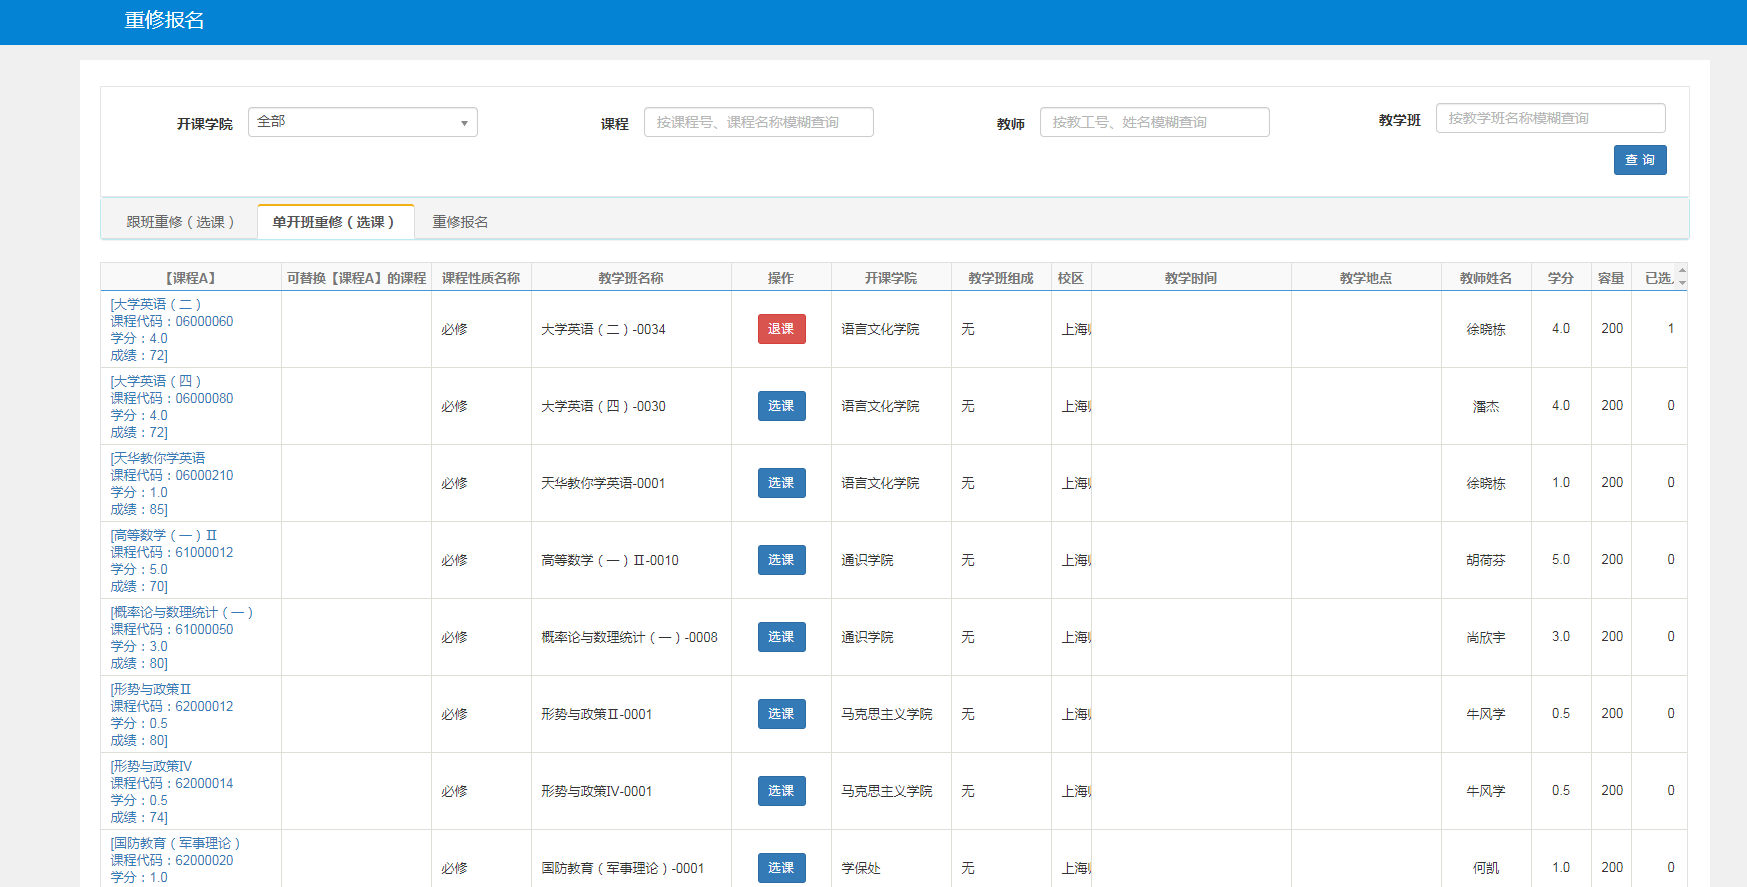 重修报名
开课学院 全部 课程 按课程号、课程名称模糊查询 教师 按教工号、姓名模糊查询 教学班 按教学班名称模糊查询
查 询
跟班重修（选课） 单开班重修（选课） 重修报名
【课程A】 可替换【课程A】的课程 课程性质名称 教学班名称 操作 开课学院 教学班组成 校区 教学时间 教学地点 教师姓名 学分 容量 已选
[大学英语（二）
课程代码：06000060
学分：4.0
成绩：72]
必修 大学英语（二）-0034 退课 语言文化学院 无 上海 徐晓栋 4.0 200 1
[大学英语（四）
课程代码：06000080
学分：4.0
成绩：72]
必修 大学英语（四）-0030 选课 语言文化学院 无 上海 潘杰 4.0 200 0
[天华教你学英语
课程代码：06000210
学分：1.0
成绩：85]
必修 天华教你学英语-0001 选课 语言文化学院 无 上海 徐晓栋 1.0 200 0
[高等数学（一）Ⅱ
课程代码：61000012
学分：5.0
成绩：70]
必修 高等数学（一）Ⅱ-0010 选课 通识学院 无 上海 胡荷芬 5.0 200 0
[概率论与数理统计（一）
课程代码：61000050
学分：3.0
成绩：80]
必修 概率论与数理统计（一）-0008 选课 通识学院 无 上海 尚欣宇 3.0 200 0
[形势与政策Ⅱ
课程代码：62000012
学分：0.5
成绩：80]
必修 形势与政策Ⅱ-0001 选课 马克思主义学院 无 上海 牛风学 0.5 200 0
[形势与政策Ⅳ
课程代码：62000014
学分：0.5
成绩：74]
必修 形势与政策Ⅳ-0001 选课 马克思主义学院 无 上海 牛风学 0.5 200 0
[国防教育（军事理论）
课程代码：62000020
学分：1.0
必修 国防教育（军事理论）-0001 选课 学保处 无 上海 何凯 1.0 200 0